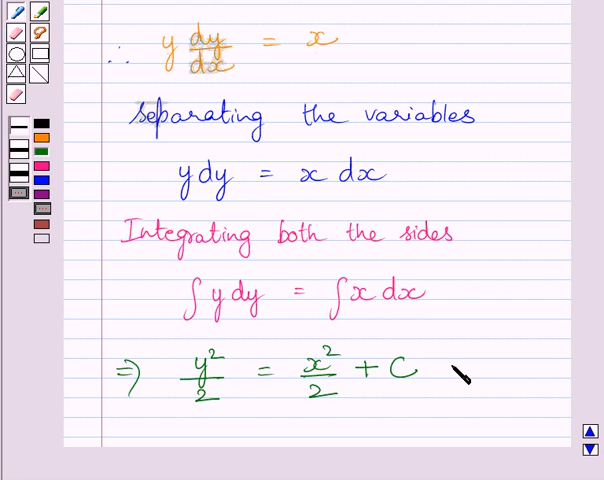 ∴ y dy/dx = x
Separating the variables
y dy = x dx
Integrating both the sides
∫ y dy = ∫ x dx
⇒ y²/2 = x²/2 + C